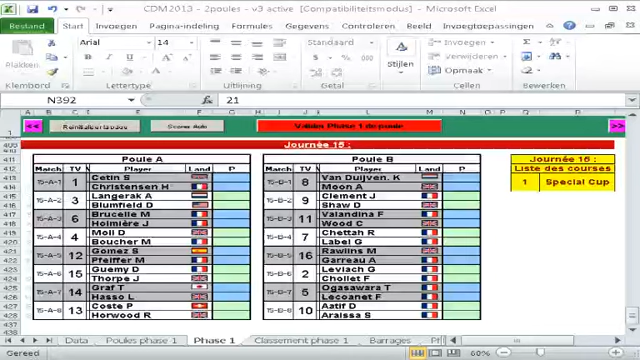 CDM2013 - 2poules - v3 active [Compatibiliteitsmodus] - Microsoft Excel
Bestand Start Invoegen Pagina-indeling Formules Gegevens Controleren Beeld Invoegtoepassingen
Plakken Arial 14 Standaard Stijlen Invoegen Verwijderen Opmaak
Klembord Lettertype Uitlijning Getal Cellen Bewerken
N392 21
<< Scores Auto Valider Phase 1 de poule >>
Journée 15 :
Poule A Poule B Journée 15 :
Match TV Player Land P Match TV Player Land P Liste des courses
15-A-1 1 Cetin S 15-B-1 8 Van Duijven. K 1 Special Cup
Christensen H Moon A
15-A-2 3 Langerak A 15-B-2 9 Clement J
Blumfield D Shaw D
15-A-3 6 Brucelle M 15-B-3 11 Valandina F
Holmière J Wood C
15-A-4 4 Moll D 15-B-4 7 Chettah R
Boucher M Label G
15-A-5 12 Gomez S 15-B-5 16 Rawlins M
Pfeiffer M Garreau A
15-A-6 15 Guemy D 15-B-6 2 Leviach G
Thorpe J Chollet F
15-A-7 14 Graf T 15-B-7 5 Ogasawara T
Hasso L Lecoanet F
15-A-8 13 Coste P 15-B-8 10 Aatif D
Horwood R Araissa S
Data Poules phase 1 Phase 1 Classement phase 1 Barrages
Gereed 60%